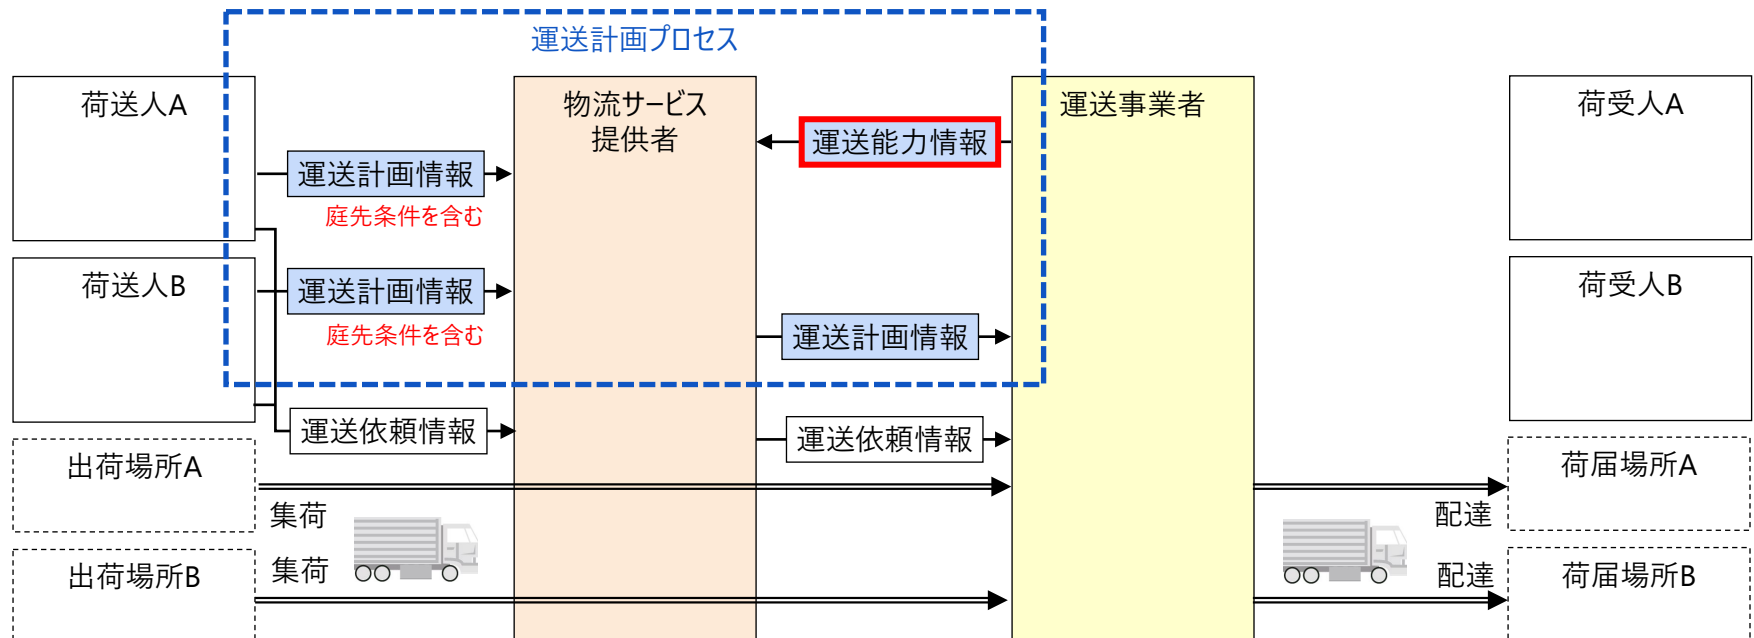 運送計画プロセス
荷送人A
物流サービス
提供者
運送能力情報
運送事業者
荷受人A
運送計画情報
庭先条件を含む
荷送人B
運送計画情報
庭先条件を含む
運送計画情報
荷受人B
運送依頼情報
運送依頼情報
出荷場所A
荷届場所A
集荷
配達
出荷場所B
集荷
配達
荷届場所B